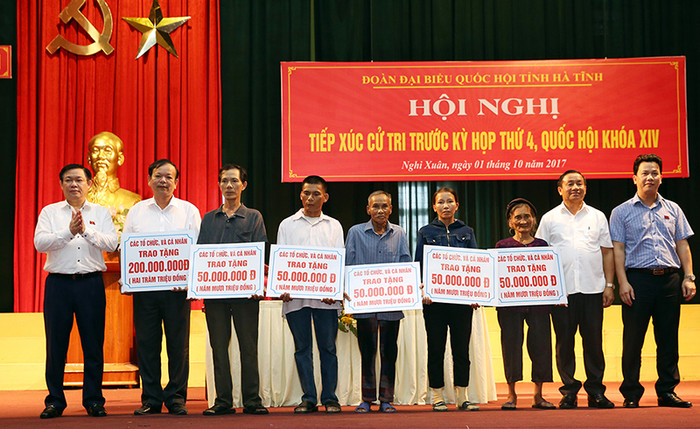 ĐOÀN ĐẠI BIỂU QUỐC HỘI TỈNH HÀ TĨNH
HỘI NGHỊ
TIẾP XÚC CỬ TRI TRƯỚC KỲ HỌP THỨ 4, QUỐC HỘI KHÓA XIV
Nghi Xuân, ngày 01 tháng 10 năm 2017
CÁC TỔ CHỨC, VÀ CÁ NHÂN
TRAO TẶNG
200.000.000Đ
( HAI TRĂM TRIỆU ĐỒNG )
CÁC TỔ CHỨC, VÀ CÁ NHÂN
TRAO TẶNG
50.000.000 Đ
( NĂM MƯƠI TRIỆU ĐỒNG )
CÁC TỔ CHỨC, VÀ CÁ NHÂN
TRAO TẶNG
50.000.000 Đ
( NĂM MƯƠI TRIỆU ĐỒNG )
CÁC TỔ CHỨC, VÀ CÁ NHÂN
TRAO TẶNG
50.000.000 Đ
( NĂM MƯƠI TRIỆU ĐỒNG )
CÁC TỔ CHỨC, VÀ CÁ NHÂN
TRAO TẶNG
50.000.000 Đ
( NĂM MƯƠI TRIỆU ĐỒNG )
CÁC TỔ CHỨC, VÀ CÁ NHÂN
TRAO TẶNG
50.000.000 Đ
( NĂM MƯƠI TRIỆU ĐỒNG )